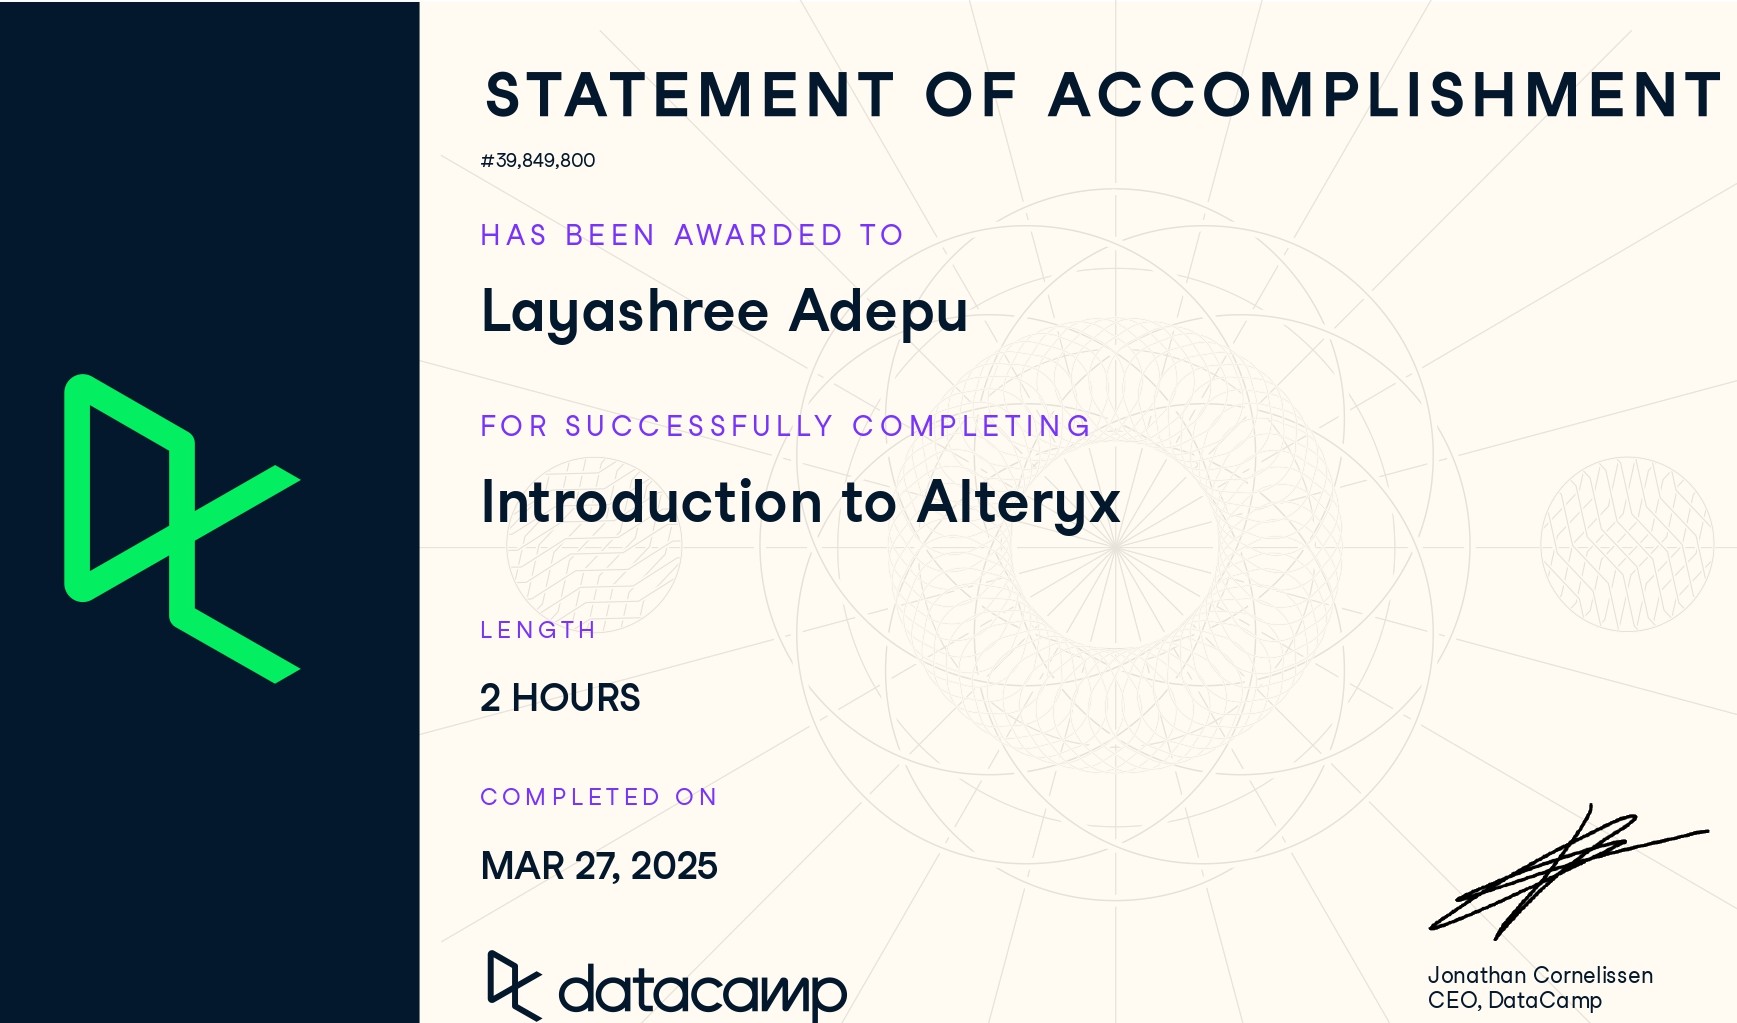 STATEMENT OF ACCOMPLISHMENT
#39,849,800
HAS BEEN AWARDED TO
Layashree Adepu
FOR SUCCESSFULLY COMPLETING
Introduction to Alteryx
LENGTH
2 HOURS
COMPLETED ON
MAR 27, 2025
datacamp
Jonathan Cornelissen
CEO, DataCamp